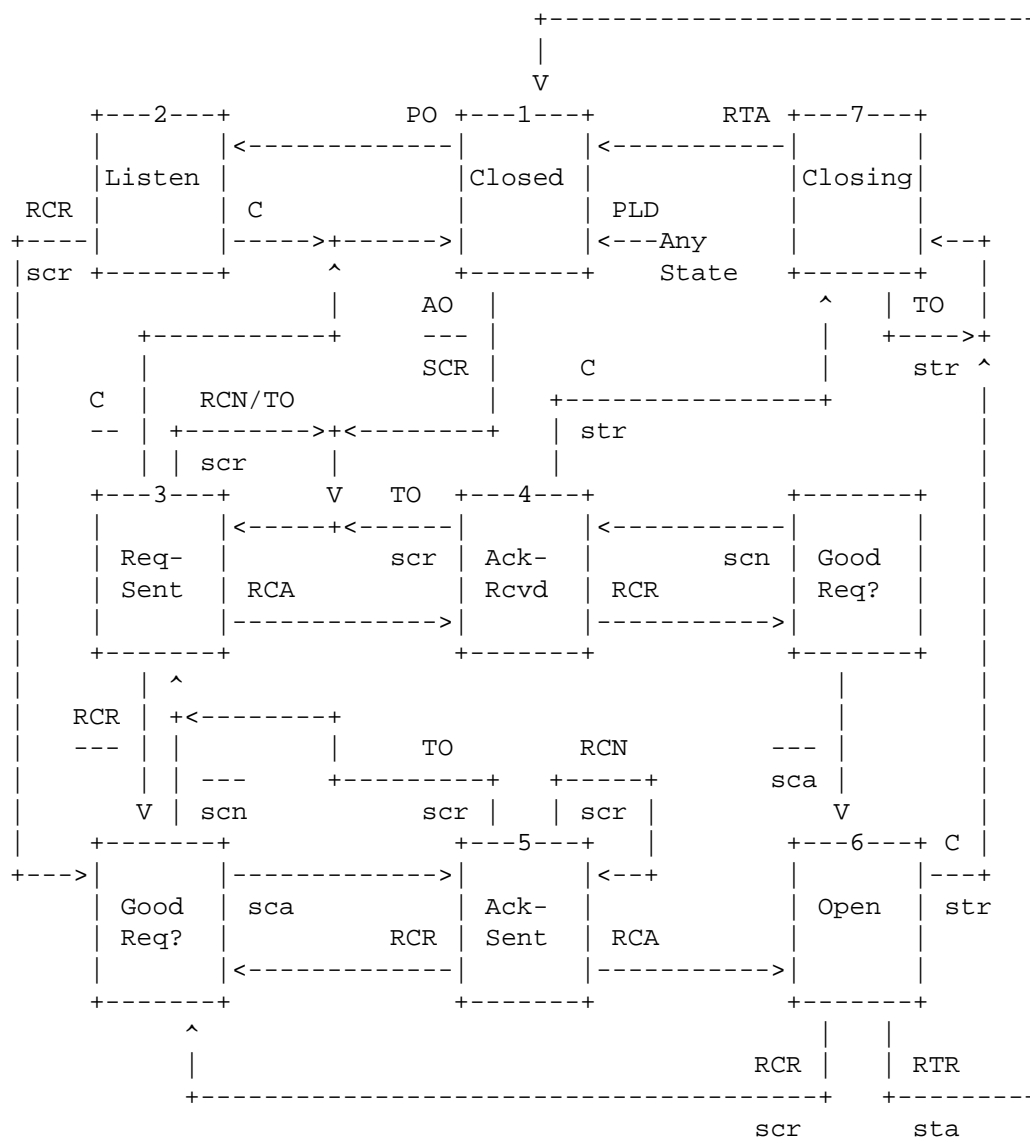 +------------------------------
                                 |
                                 V
     +---2---+           PO +---1---+        RTA +---7---+
     |       |<-------------|       |<-----------|       |
     |Listen |              |Closed |            |Closing|
 RCR |       | C            |       | PLD        |       |
+----|       |----->+------>|       |<---Any     |       |<--+
|scr +-------+      ^       +-------+    State   +-------+   |
|                   |     AO  |                    ^   | TO  |
|       +-----------+     --- |                    |   +---->+
|       |                 SCR |     C              |     str ^
|    C  |  RCN/TO             |   +----------------+         |
|    -- | +-------->+<--------+   | str                      |
|       | | scr     |             |                          |
|    +---3---+      V   TO  +---4---+            +-------+   |
|    |       |<-----+<------|       |<-----------|       |   |
|    | Req-  |          scr | Ack-  |        scn | Good  |   |
|    | Sent  | RCA          | Rcvd  | RCR        | Req?  |   |
|    |       |------------->|       |----------->|       |   |
|    +-------+              +-------+            +-------+   |
|       | ^                                         |        |
|   RCR | +<--------+                               |        |
|   --- | |         |     TO        RCN         --- |        |
|       | | ---     +---------+   +-----+       sca |        |
|       V | scn           scr |   | scr |           V        |
|    +-------+              +---5---+   |        +---6---+ C |
+--->|       |------------->|       |<--+        |       |---+
     | Good  | sca          | Ack-  |            | Open  | str
     | Req?  |          RCR | Sent  | RCA        |       |
     |       |<-------------|       |----------->|       |
     +-------+              +-------+            +-------+
           ^                                       |   |
           |                                   RCR |   | RTR
           +---------------------------------------+   +---------
                                               scr       sta